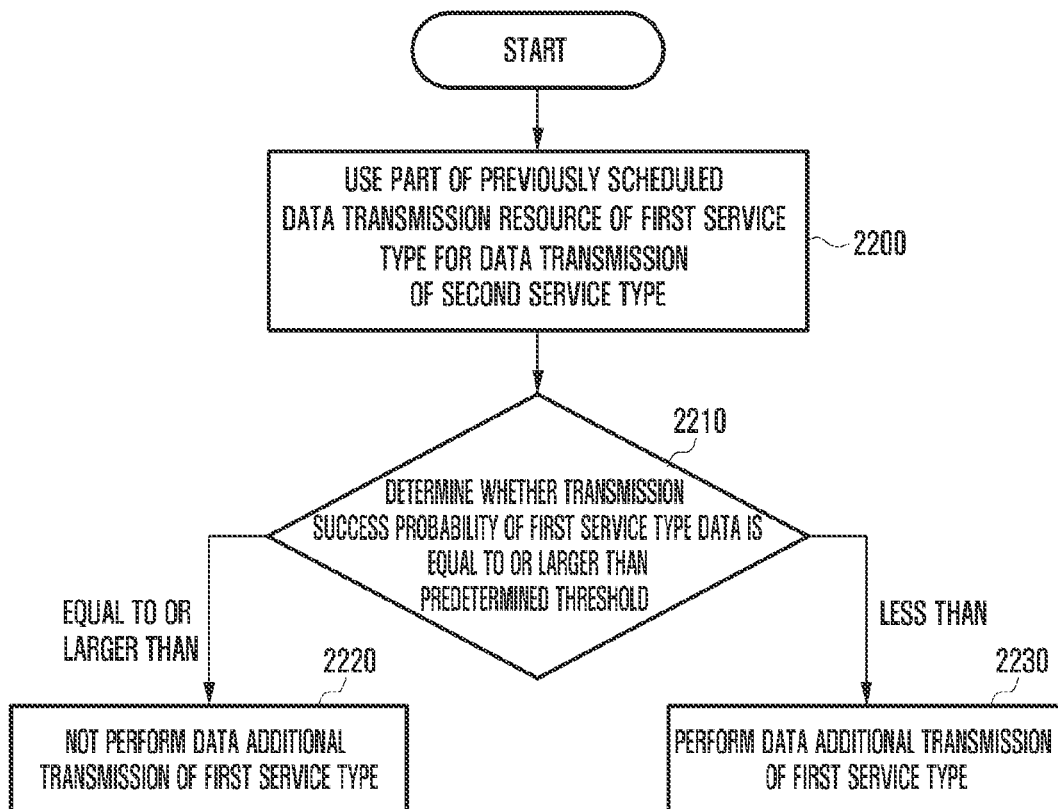 START
USE PART OF PREVIOUSLY SCHEDULED
DATA TRANSMISSION RESOURCE OF FIRST SERVICE
TYPE FOR DATA TRANSMISSION
OF SECOND SERVICE TYPE
2200
2210
DETERMINE WHETHER TRANSMISSION
SUCCESS PROBABILITY OF FIRST SERVICE TYPE DATA IS
EQUAL TO OR LARGER THAN
PREDETERMINED THRESHOLD
EQUAL TO OR
LARGER THAN
LESS THAN
2220
2230
NOT PERFORM DATA ADDITIONAL
TRANSMISSION OF FIRST SERVICE TYPE
PERFORM DATA ADDITIONAL TRANSMISSION
OF FIRST SERVICE TYPE